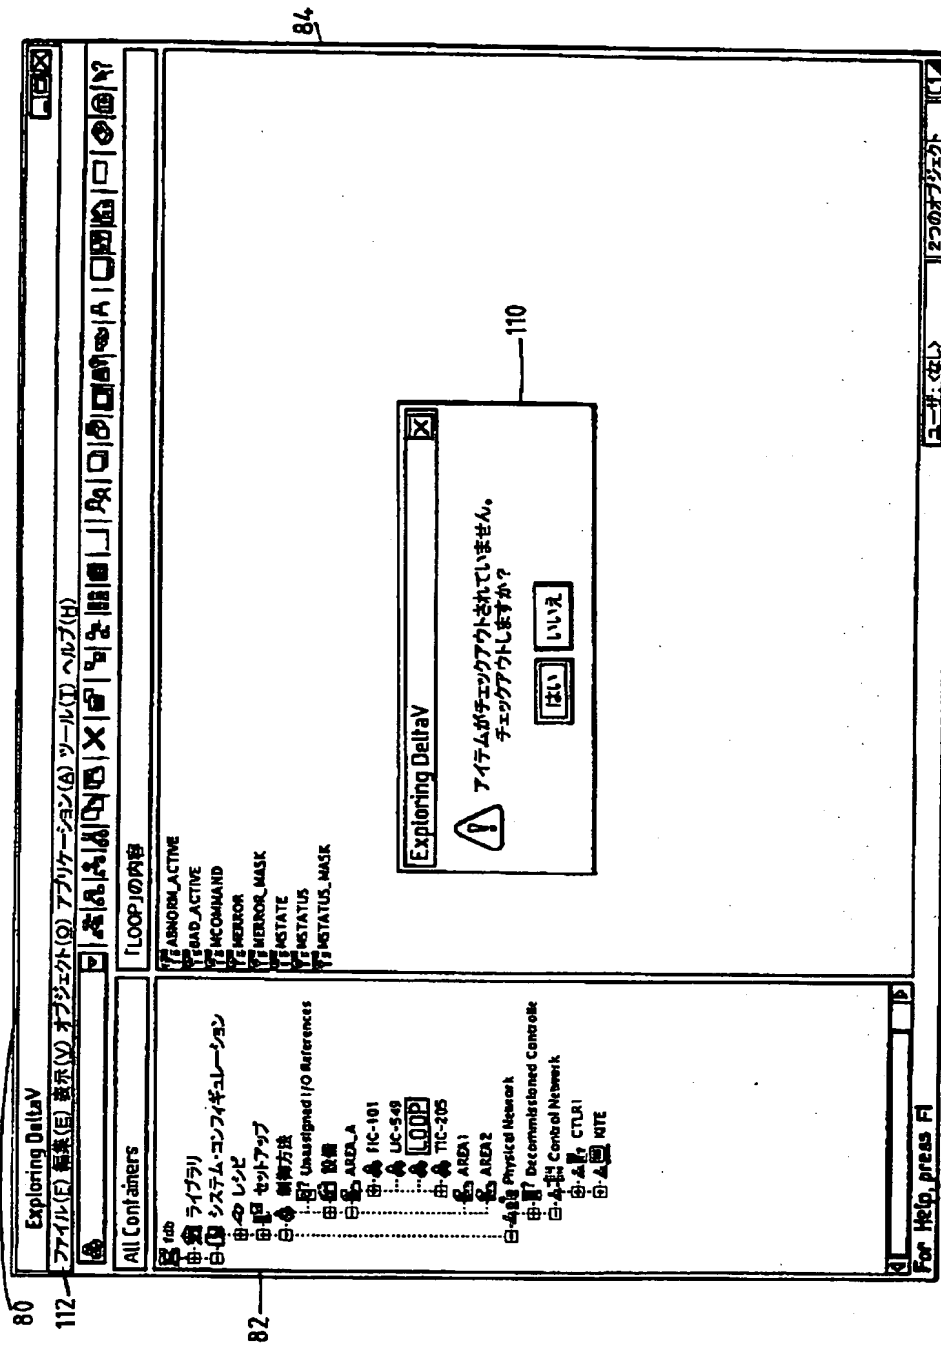 80
Exploring DeltaV
112
ファイル(F) 編集(E) 表示(V) オブジェクト(O) アプリケーション(A) ツール(T) ヘルプ(H)
All Containers
「LOOP」の内容
82
84
fdb
ライブラリ
システム・コンフィギュレーション
レシピ
セットアップ
制御方法
Unassigned I/O References
設備
AREA_A
FIC-101
LIC-549
LOOP
TIC-205
AREA1
AREA2
Physical Network
Decommissioned Controlle
Control Network
CTLR1
KITE
ABNORM_ACTIVE
BAD_ACTIVE
MCOMMAND
MERROR
MERROR_MASK
MSTATE
MSTATUS
MSTATUS_MASK
Exploring DeltaV
アイテムがチェックアウトされていません。
チェックアウトしますか？
はい
いいえ
110
For Help, press F1
ユーザ: <なし>
2つのオブジェクト